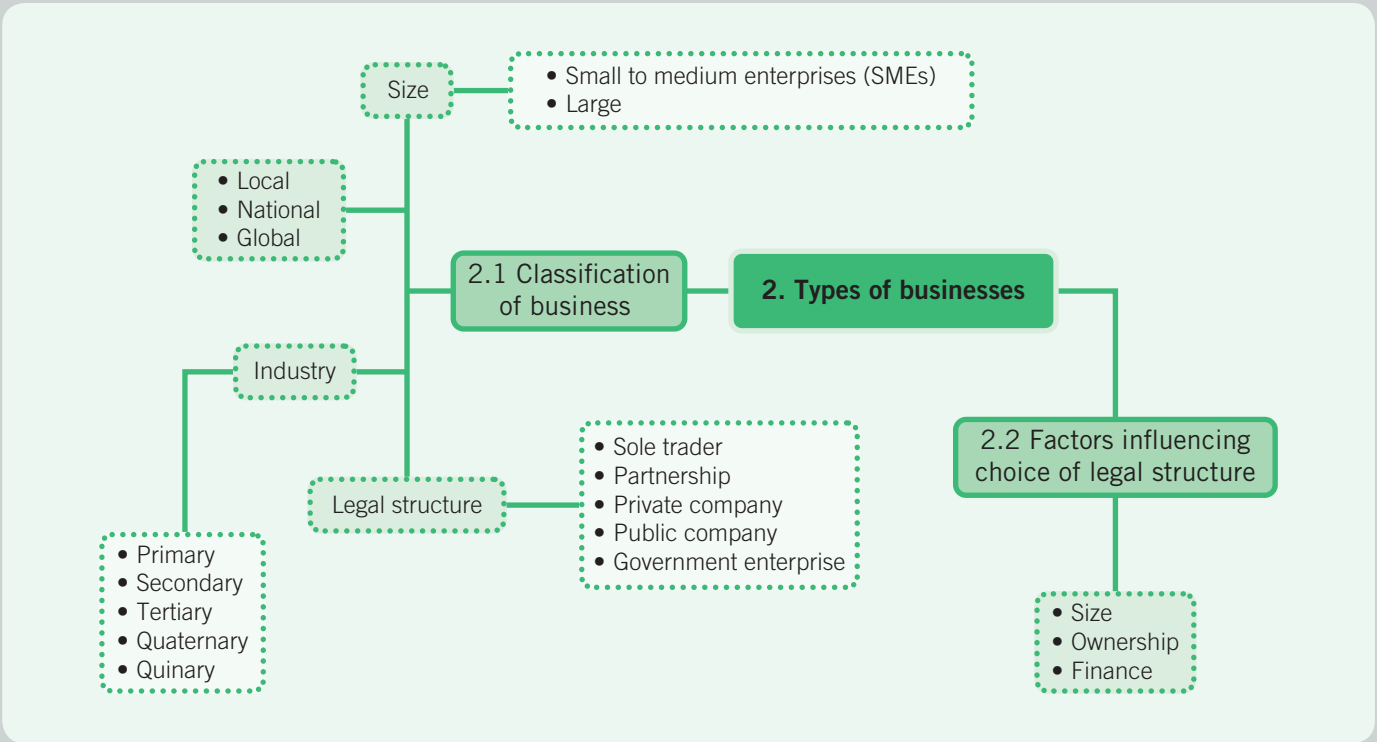 Size
• Small to medium enterprises (SMEs)
• Large
• Local
• National
• Global
2.1 Classification
of business
2. Types of businesses
Industry
• Primary
• Secondary
• Tertiary
• Quaternary
• Quinary
Legal structure
• Sole trader
• Partnership
• Private company
• Public company
• Government enterprise
2.2 Factors influencing
choice of legal structure
• Size
• Ownership
• Finance